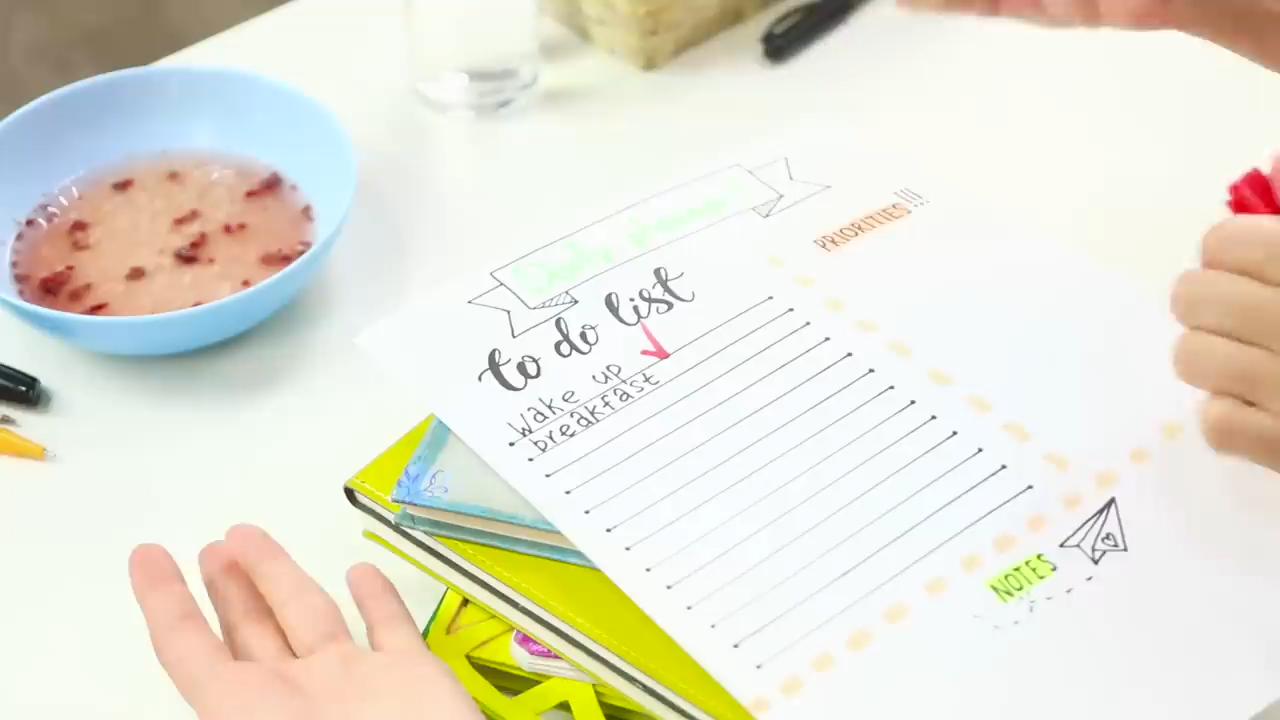 Daily planner
to do list
wake up
breakfast
PRIORITIES!!!
NOTES